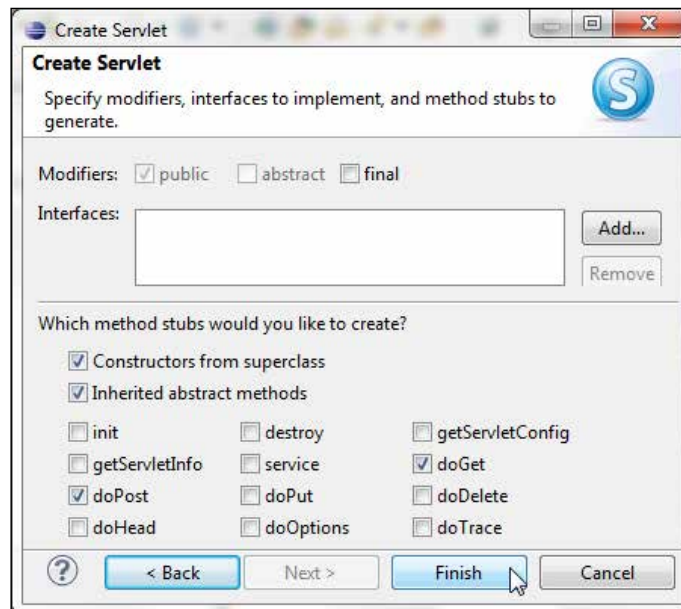 Create Servlet
Create Servlet
Specify modifiers, interfaces to implement, and method stubs to
generate.
S
Modifiers: public abstract final
Interfaces:
Add...
Remove
Which method stubs would you like to create?
Constructors from superclass
Inherited abstract methods
init destroy getServletConfig
getServletInfo service doGet
doPost doPut doDelete
doHead doOptions doTrace
? < Back Next > Finish Cancel